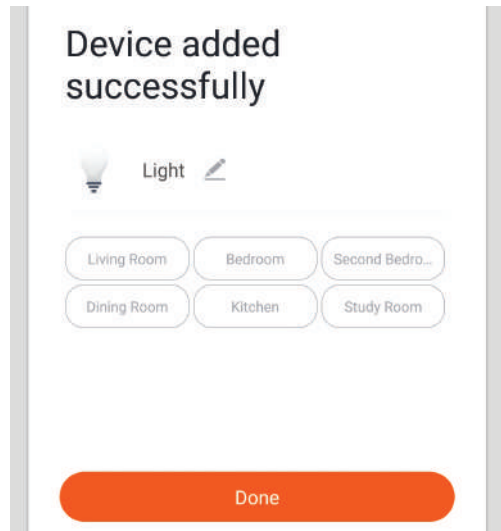 Device added
successfully
Light
Living Room Bedroom Second Bedro...
Dining Room Kitchen Study Room
Done